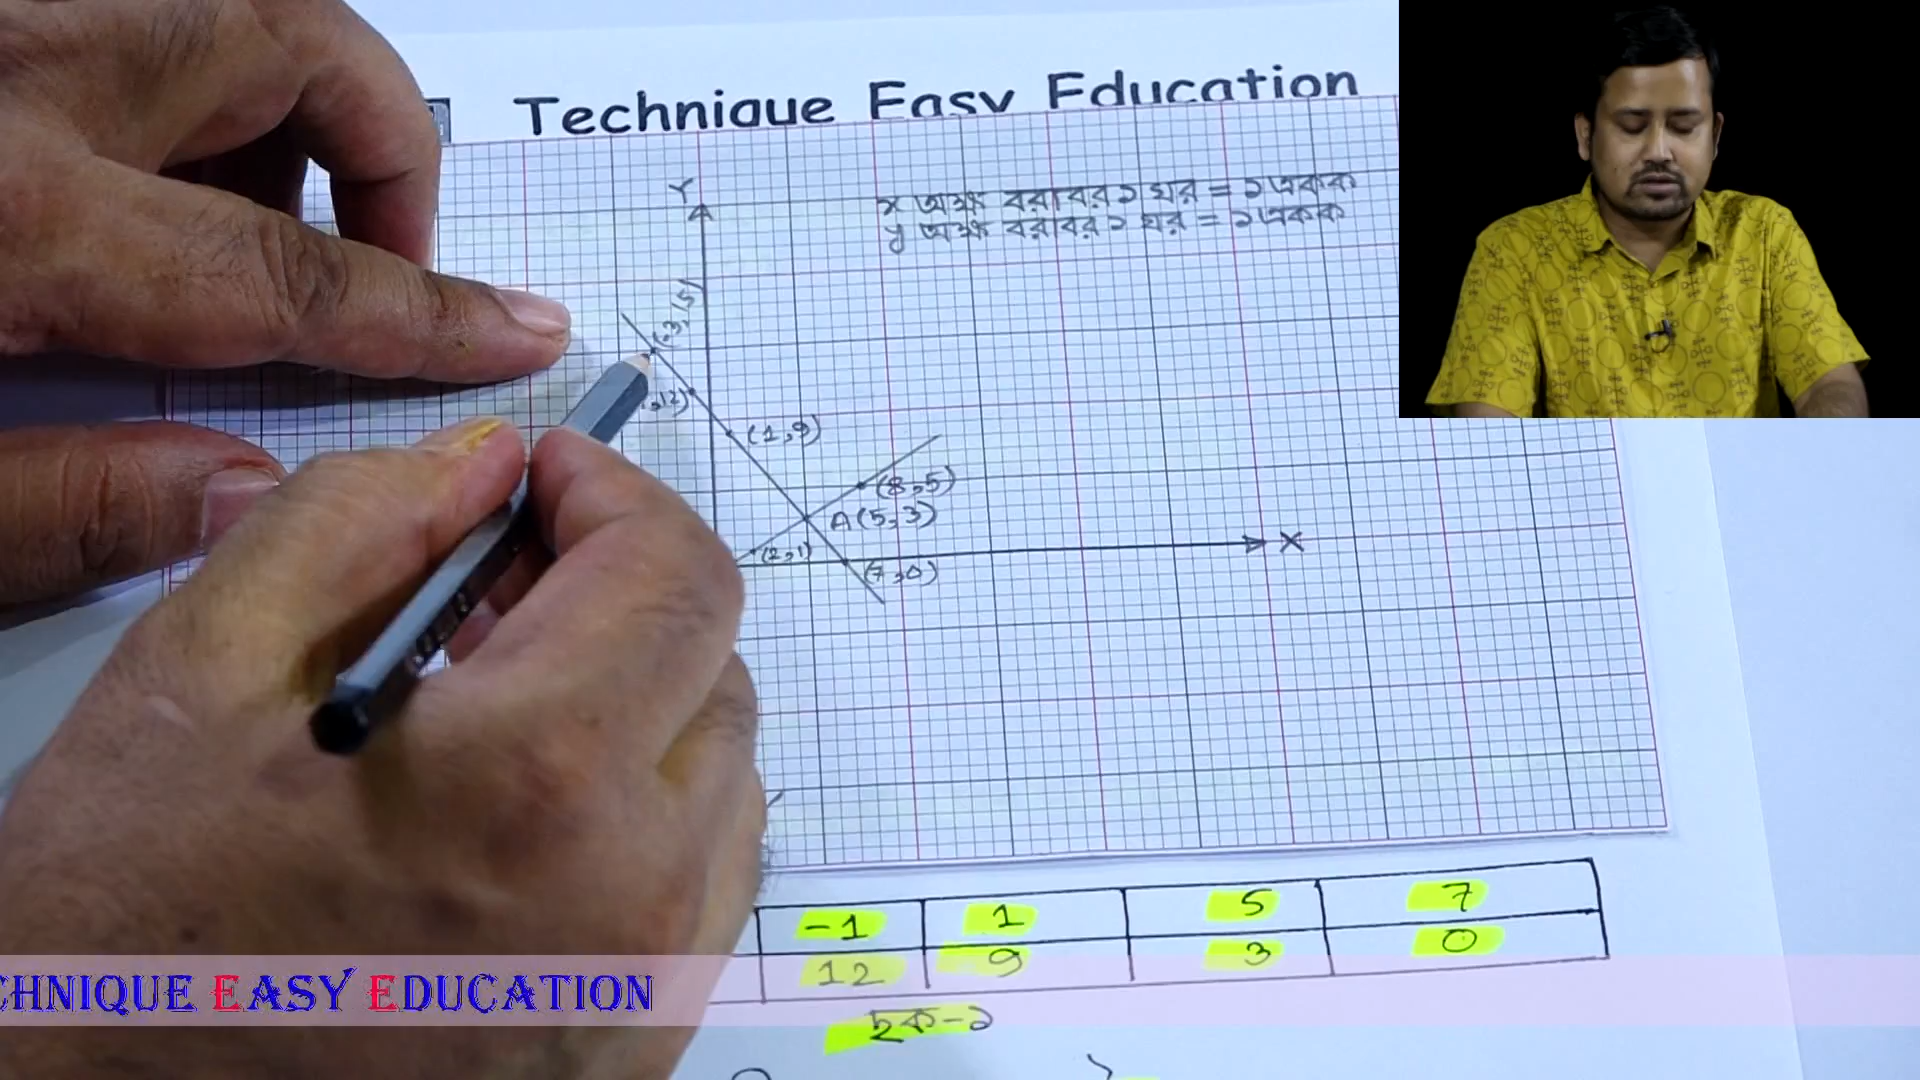 Technique Easy Education
Y
x অক্ষ বরাবর ১ ঘর = ১ একক
y অক্ষ বরাবর ১ ঘর = ১ একক
(-3,15)
,12)
(1,9)
(8,5)
A(5,3)
(2,1)
X
(7,0)
-1 1 5 7
12 9 3 0
CHNIQUE EASY EDUCATION
ছক-১